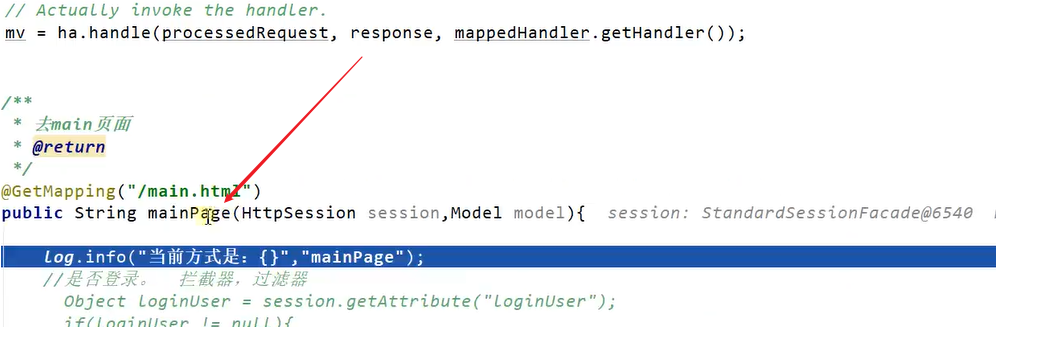 // Actually invoke the handler.
mv = ha.handle(processedRequest, response, mappedHandler.getHandler());
/**
* 去main页面
* @return
*/
@GetMapping("/main.html")
public String mainPage(HttpSession session,Model model){ session: StandardSessionFacade@6540
log.info("当前方式是：{}","mainPage");
//是否登录。 拦截器，过滤器
Object loginUser = session.getAttribute("loginUser");
if(loginUser != null){